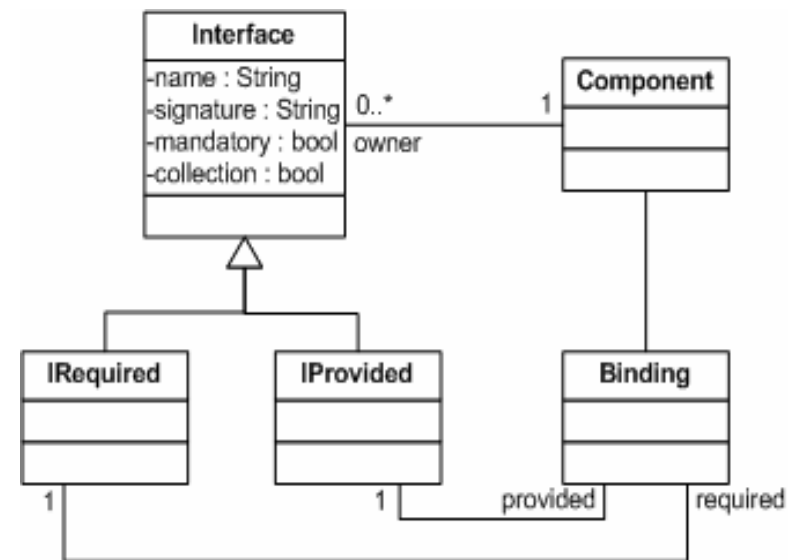 Interface
-name : String
-signature : String
-mandatory : bool
-collection : bool
0..*
1
owner
Component
IRequired
IProvided
Binding
1
1
provided
required